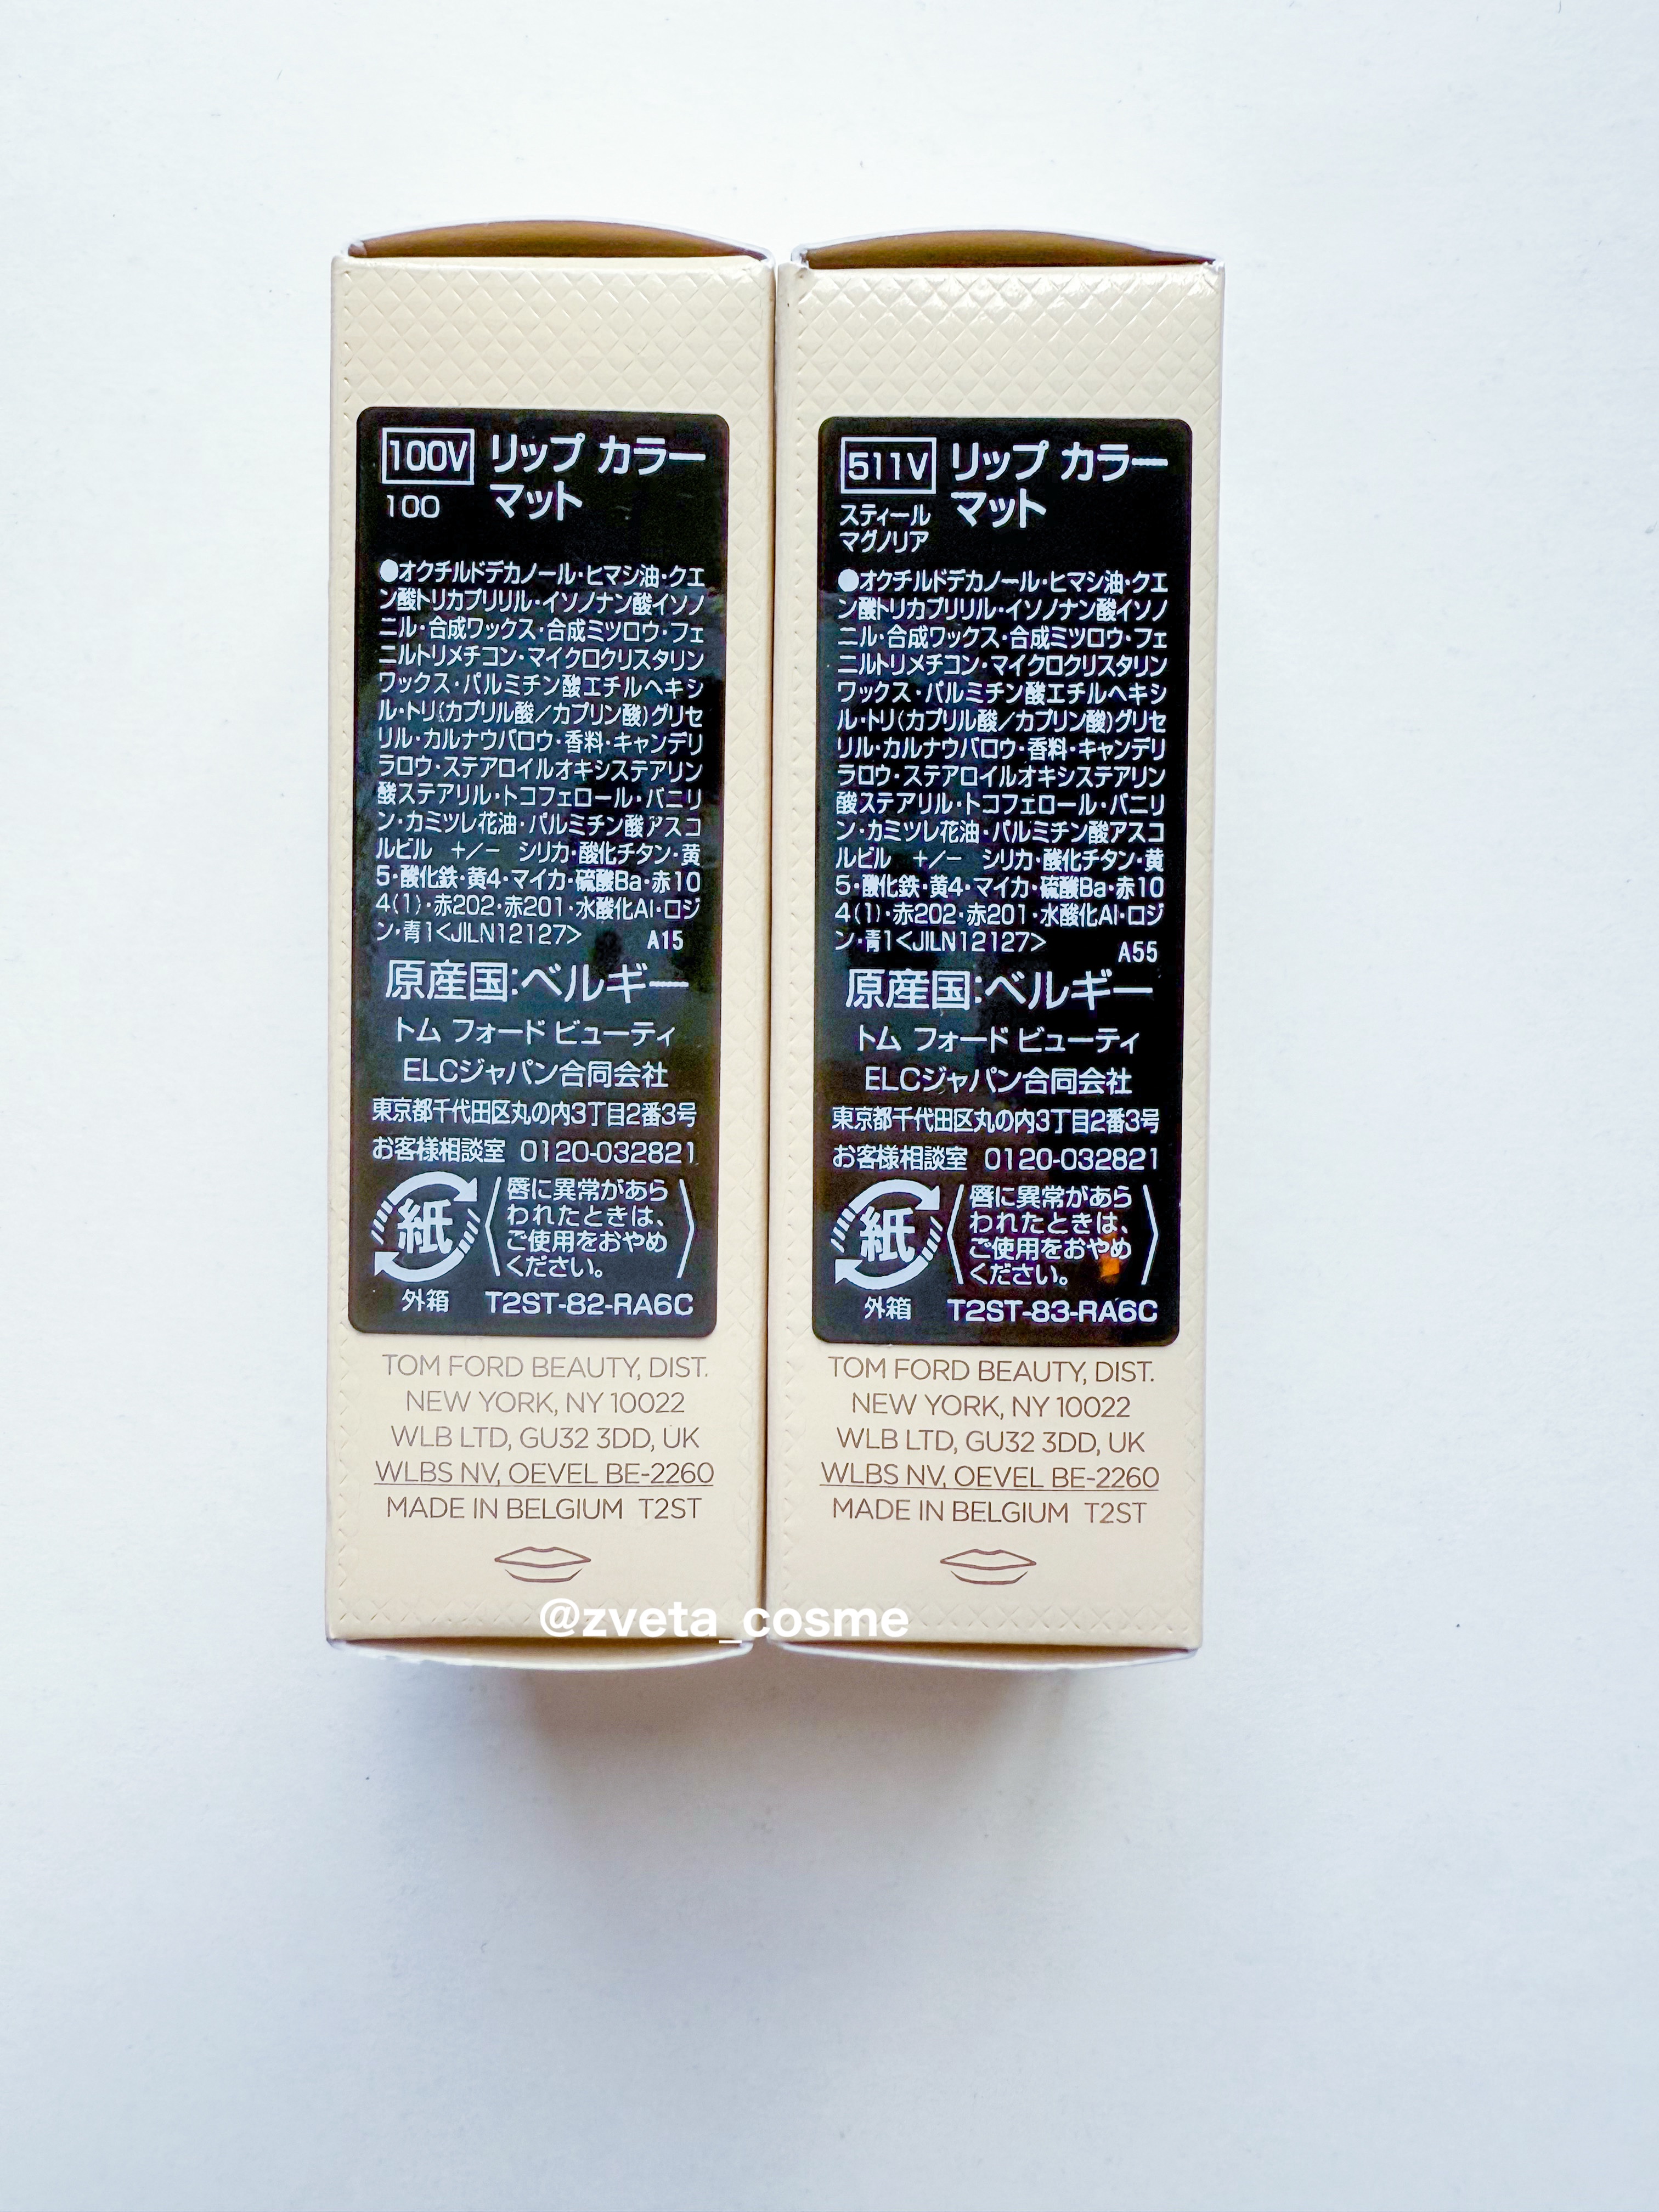 100V リップ カラー
100 マット
●オクチルドデカノール・ヒマシ油・クエ
ン酸トリカプリリル・イソノナン酸イソノ
ニル・合成ワックス・合成ミツロウ・フェ
ニルトリメチコン・マイクロクリスタリン
ワックス・パルミチン酸エチルヘキシ
ル・トリ(カプリル酸/カプリン酸)グリセ
リル・カルナウバロウ・香料・キャンデリ
ラロウ・ステアロイルオキシステアリン
酸ステアリル・トコフェロール・バニリ
ン・カミツレ花油・パルミチン酸アスコ
ルビル +/- シリカ・酸化チタン・黄
5・酸化鉄・黄4・マイカ・硫酸Ba・赤10
4(1)・赤202・赤201・水酸化Al・ロジ
ン・青1<JILN12127> A15
原産国:ベルギー
トム フォード ビューティ
ELCジャパン合同会社
東京都千代田区丸の内3丁目2番3号
お客様相談室 0120-032821
紙
唇に異常があら
われたときは、
ご使用をおやめ
ください。
外箱 T2ST-82-RA6C
TOM FORD BEAUTY, DIST.
NEW YORK, NY 10022
WLB LTD, GU32 3DD, UK
WLBS NV, OEVEL BE-2260
MADE IN BELGIUM T2ST
511V リップ カラー
マット
スティール
マグノリア
●オクチルドデカノール・ヒマシ油・クエ
ン酸トリカプリリル・イソノナン酸イソノ
ニル・合成ワックス・合成ミツロウ・フェ
ニルトリメチコン・マイクロクリスタリン
ワックス・パルミチン酸エチルヘキシ
ル・トリ(カプリル酸/カプリン酸)グリセ
リル・カルナウバロウ・香料・キャンデリ
ラロウ・ステアロイルオキシステアリン
酸ステアリル・トコフェロール・バニリ
ン・カミツレ花油・パルミチン酸アスコ
ルビル +/- シリカ・酸化チタン・黄
5・酸化鉄・黄4・マイカ・硫酸Ba・赤10
4(1)・赤202・赤201・水酸化Al・ロジ
ン・青1<JILN12127> A55
原産国:ベルギー
トム フォード ビューティ
ELCジャパン合同会社
東京都千代田区丸の内3丁目2番3号
お客様相談室 0120-032821
紙
唇に異常があら
われたときは、
ご使用をおやめ
ください。
外箱 T2ST-83-RA6C
TOM FORD BEAUTY, DIST.
NEW YORK, NY 10022
WLB LTD, GU32 3DD, UK
WLBS NV, OEVEL BE-2260
MADE IN BELGIUM T2ST
@zveta_cosme